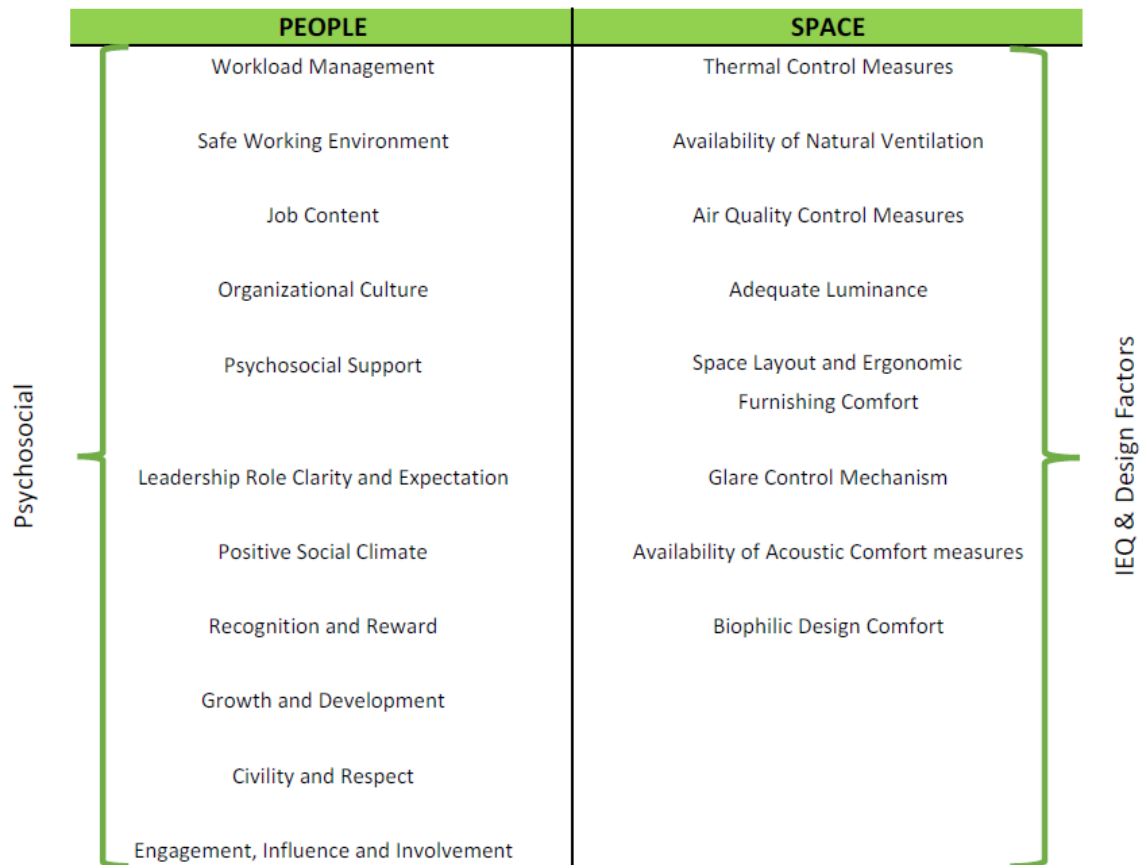 PEOPLE
SPACE
Workload Management
Thermal Control Measures
Safe Working Environment
Availability of Natural Ventilation
Job Content
Air Quality Control Measures
Organizational Culture
Adequate Luminance
Psychosocial Support
Space Layout and Ergonomic
Furnishing Comfort
Leadership Role Clarity and Expectation
Glare Control Mechanism
Positive Social Climate
Availability of Acoustic Comfort measures
Recognition and Reward
Biophilic Design Comfort
Growth and Development
Civility and Respect
Engagement, Influence and Involvement
Psychosocial
IEQ & Design Factors